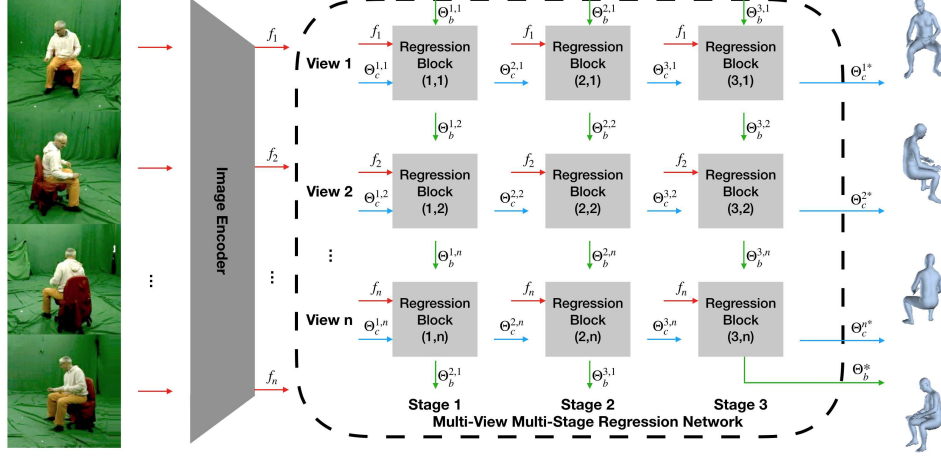 Θ_b^{1,1} Θ_b^{2,1} Θ_b^{3,1}
f_1 f_1 f_1 f_1
View 1
Θ_c^{1,1} Θ_c^{2,1} Θ_c^{3,1} Θ_c^{1*}
Regression
Block
(1,1)
Regression
Block
(2,1)
Regression
Block
(3,1)
Θ_b^{1,2} Θ_b^{2,2} Θ_b^{3,2}
f_2 f_2 f_2 f_2
View 2
Θ_c^{1,2} Θ_c^{2,2} Θ_c^{3,2} Θ_c^{2*}
Regression
Block
(1,2)
Regression
Block
(2,2)
Regression
Block
(3,2)
Image Encoder
... ... ...
Θ_b^{1,n} Θ_b^{2,n} Θ_b^{3,n}
f_n f_n f_n
View n
Θ_c^{1,n} Θ_c^{2,n} Θ_c^{3,n} Θ_c^{n*}
Regression
Block
(1,n)
Regression
Block
(2,n)
Regression
Block
(3,n)
f_n
Θ_b^{2,1} Θ_b^{3,1} Θ_b^*
Stage 1 Stage 2 Stage 3
Multi-View Multi-Stage Regression Network